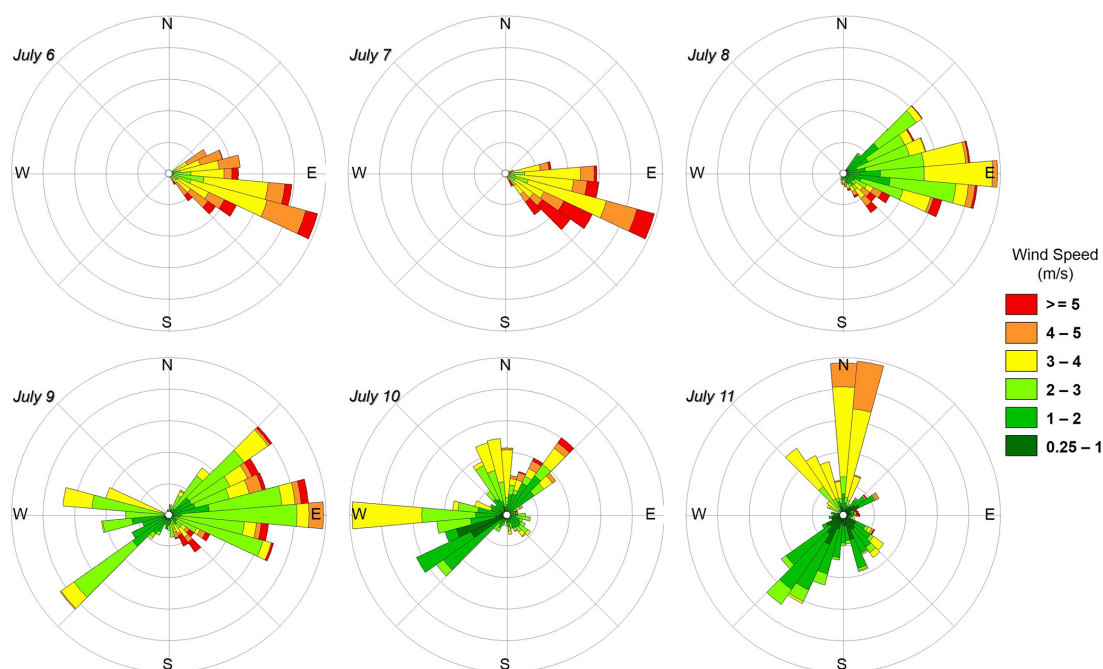 N
N
N
July 6
July 7
July 8
W
E
W
E
W
E
S
S
S
Wind Speed
(m/s)
>= 5
4 – 5
3 – 4
2 – 3
1 – 2
0.25 – 1
N
N
N
July 9
July 10
July 11
W
E
W
E
W
E
S
S
S